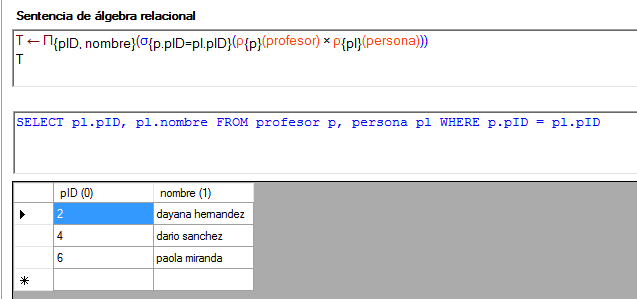 Sentencia de álgebra relacional
T ← Π{pID, nombre}(σ{p.pID=pl.pID}(ρ{p}(profesor) × ρ{pl}(persona)))
T
SELECT pl.pID, pl.nombre FROM profesor p, persona pl WHERE p.pID = pl.pID
pID (0) nombre (1)
2 dayana hernandez
4 dario sanchez
6 paola miranda